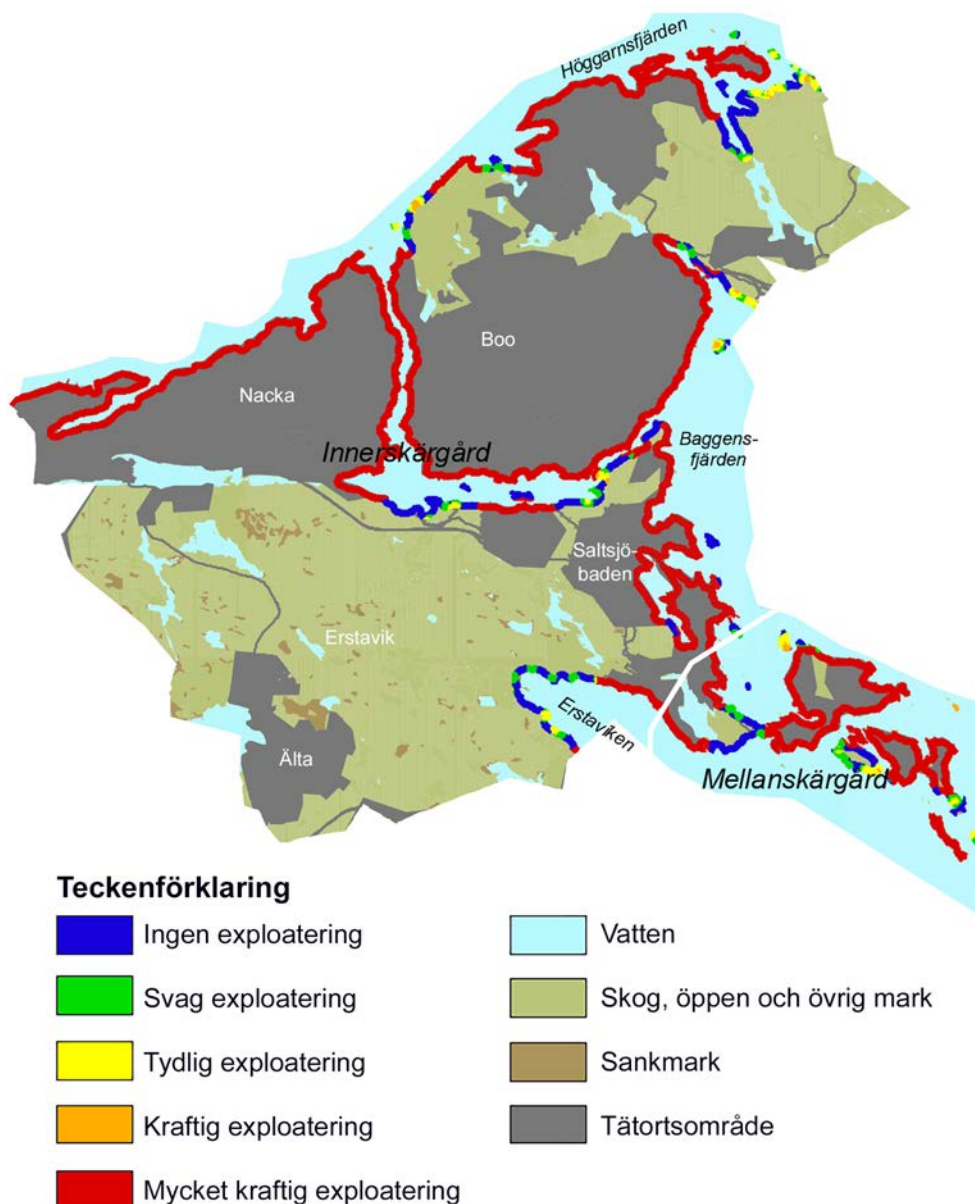 Höggarnsfjärden
Boo
Nacka
Innerskärgård
Baggens-
fjärden
Saltsjö-
baden
Erstavik
Erstaviken
Älta
Mellanskärgård
Teckenförklaring
Ingen exploatering
Svag exploatering
Tydlig exploatering
Kraftig exploatering
Mycket kraftig exploatering
Vatten
Skog, öppen och övrig mark
Sankmark
Tätortsområde